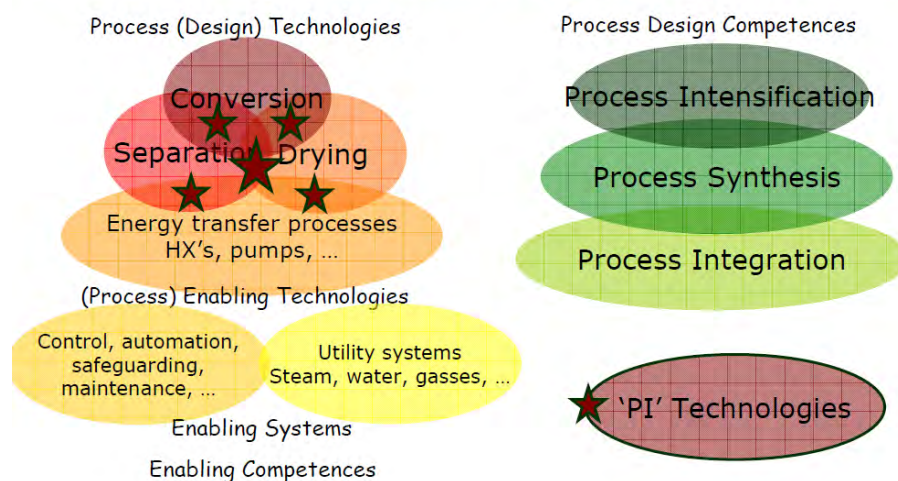 Process (Design) Technologies
Conversion
Separation
Drying
Energy transfer processes
HX's, pumps, ...
(Process) Enabling Technologies
Control, automation,
safeguarding,
maintenance, ...
Utility systems
Steam, water, gasses, ...
Enabling Systems
Enabling Competences
Process Design Competences
Process Intensification
Process Synthesis
Process Integration
‘PI’ Technologies